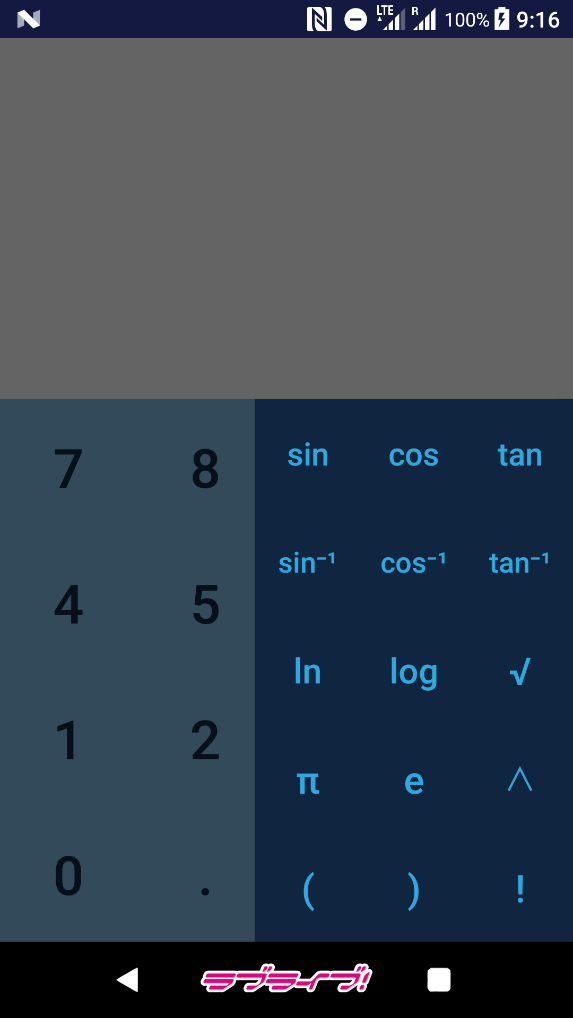 LTE R 100% 9:16
7 8 sin cos tan
sin⁻¹ cos⁻¹ tan⁻¹
4 5
ln log √
1 2
π e ^
0 .
( ) !
ラブライブ!